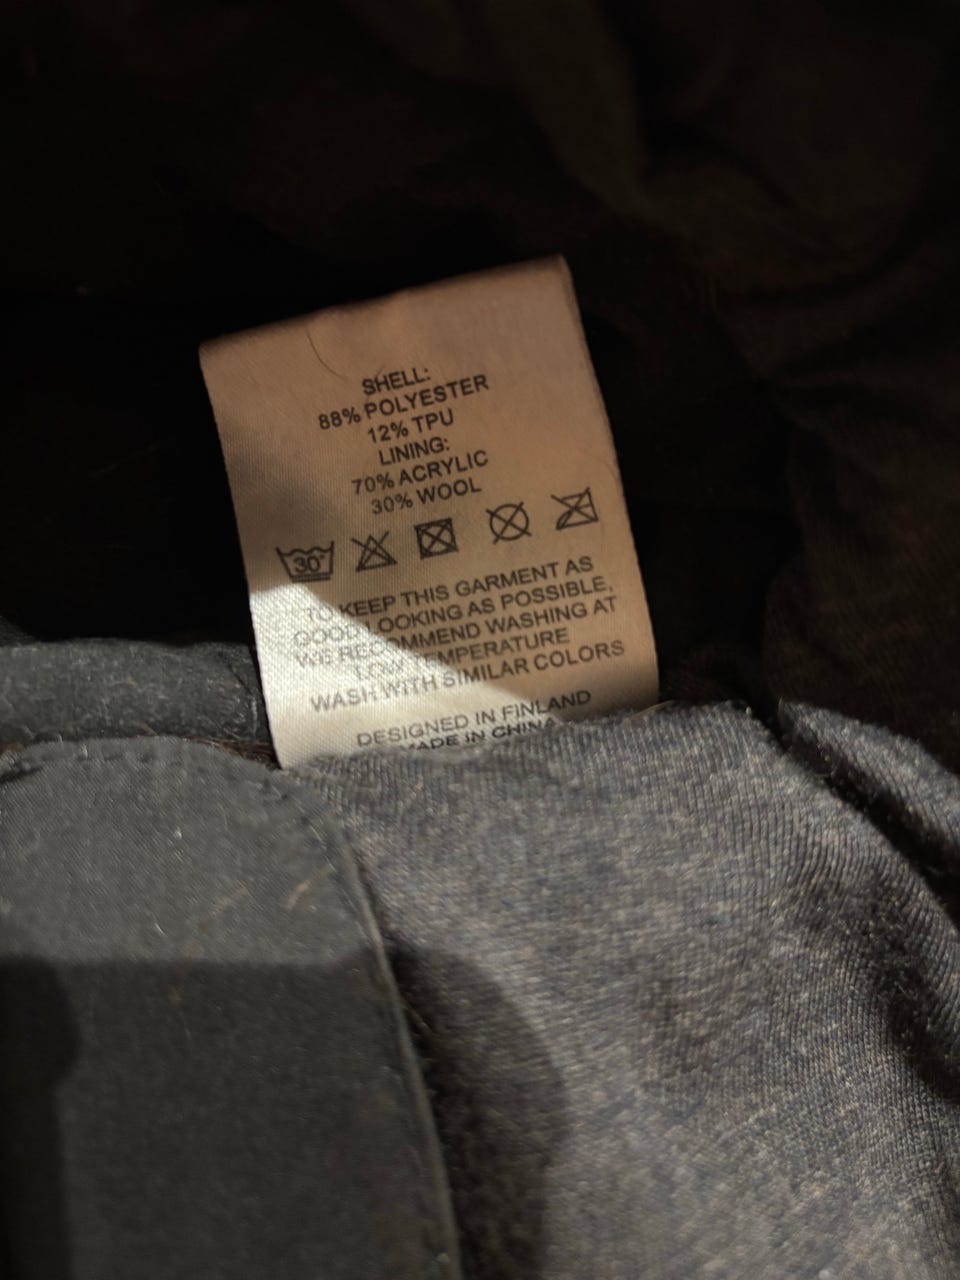 SHELL:
88% POLYESTER
12% TPU
LINING:
70% ACRYLIC
30% WOOL
30°
TO KEEP THIS GARMENT AS
GOOD LOOKING AS POSSIBLE,
WE RECOMMEND WASHING AT
LOW TEMPERATURE
WASH WITH SIMILAR COLORS
DESIGNED IN FINLAND
MADE IN CHINA